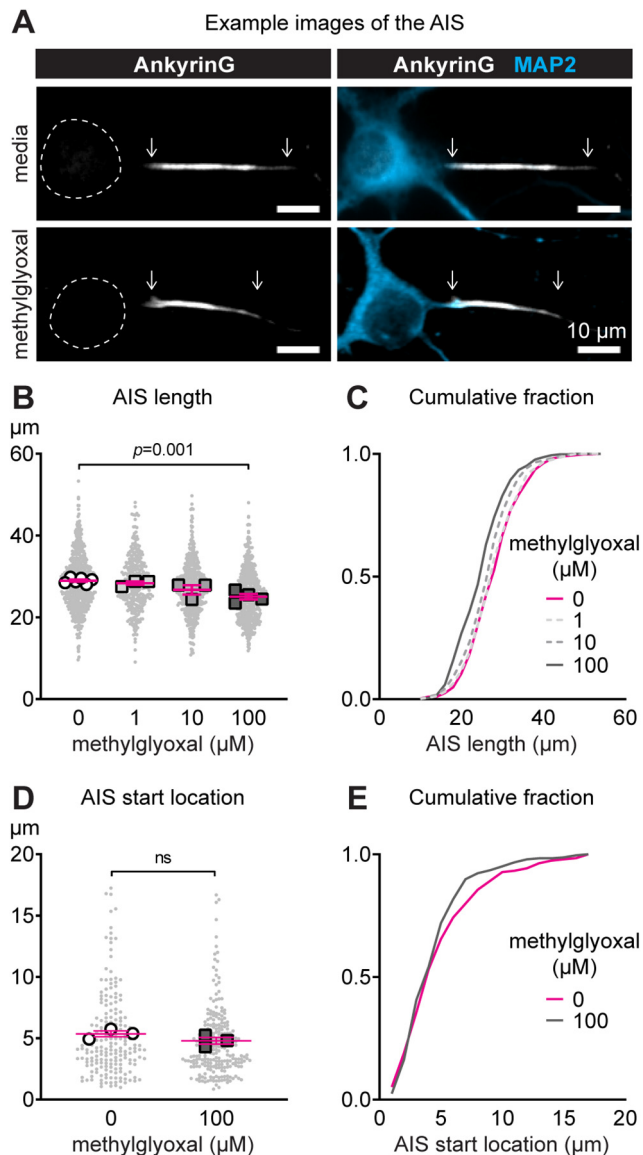 A Example images of the AIS
AnkyrinG
AnkyrinG MAP2
media
methylglyoxal
10 µm
B AIS length
µm
60
40
20
0
p=0.001
0 1 10 100
methylglyoxal (µM)
C Cumulative fraction
1.0
0.5
0.0
methylglyoxal
(µM)
0
1
10
100
0 20 40 60
AIS length (µm)
D AIS start location
µm
20
15
10
5
0
ns
0 100
methylglyoxal (µM)
E Cumulative fraction
1.0
0.5
0.0
methylglyoxal
(µM)
0
100
0 5 10 15 20
AIS start location (µm)